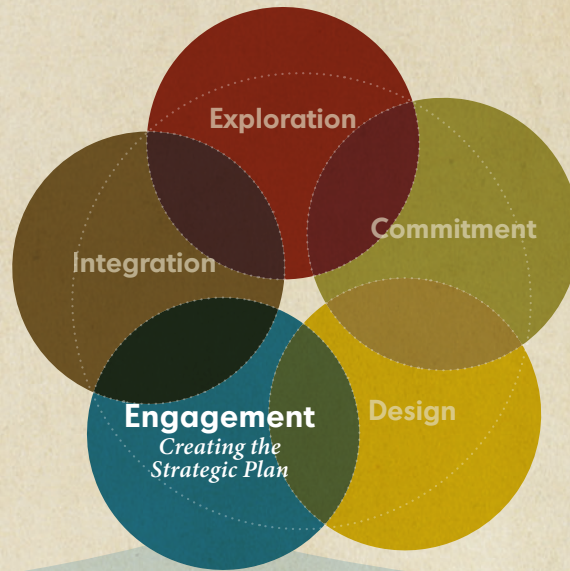 Exploration
Commitment
Integration
Design
Engagement
Creating the
Strategic Plan